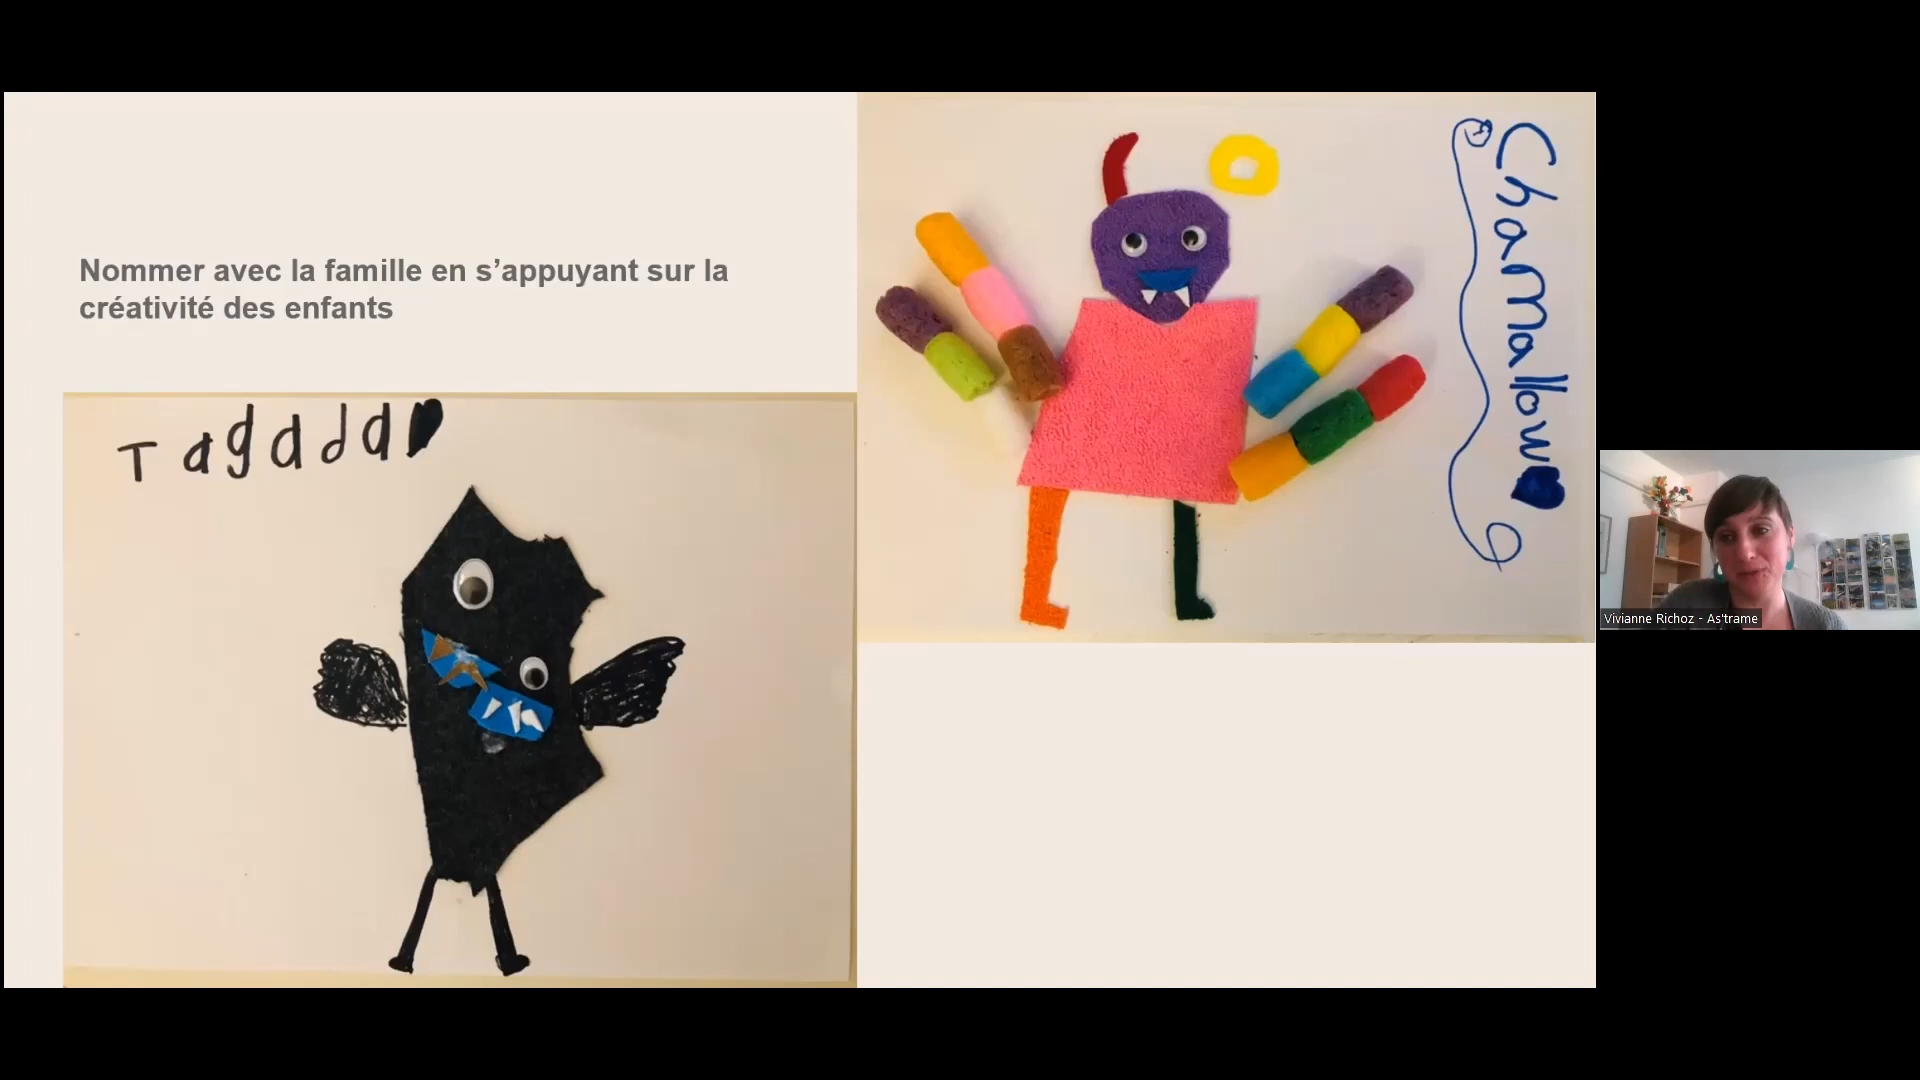 Nommer avec la famille en s’appuyant sur la
créativité des enfants
Tagada
Chamallow
Vivianne Richoz - As'trame